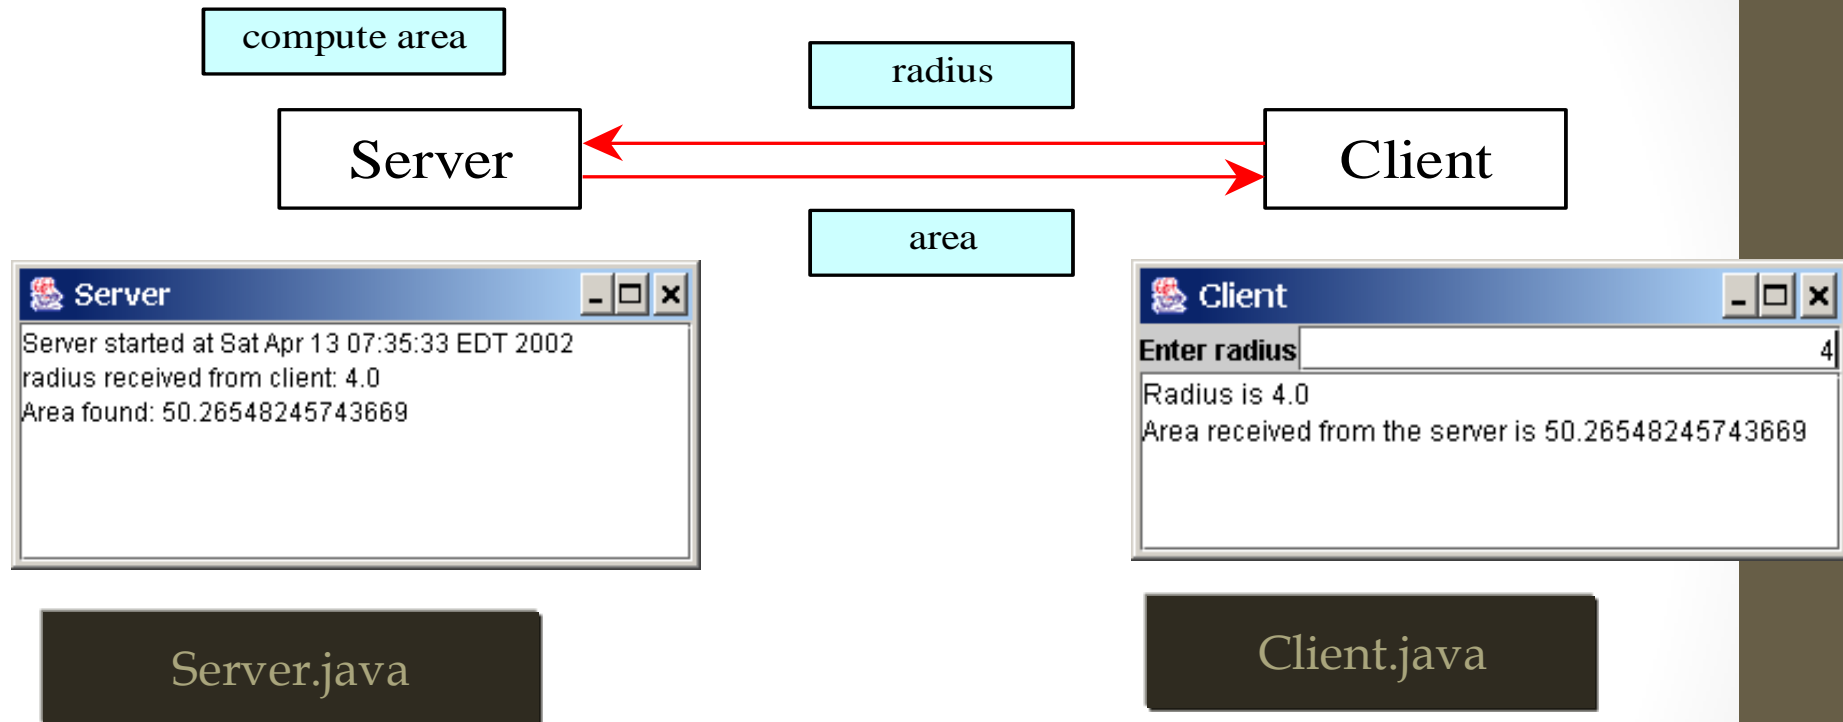 compute area
radius
Server
Client
area
Server
Server started at Sat Apr 13 07:35:33 EDT 2002
radius received from client: 4.0
Area found: 50.26548245743669
Client
Enter radius 4
Radius is 4.0
Area received from the server is 50.26548245743669
Server.java
Client.java